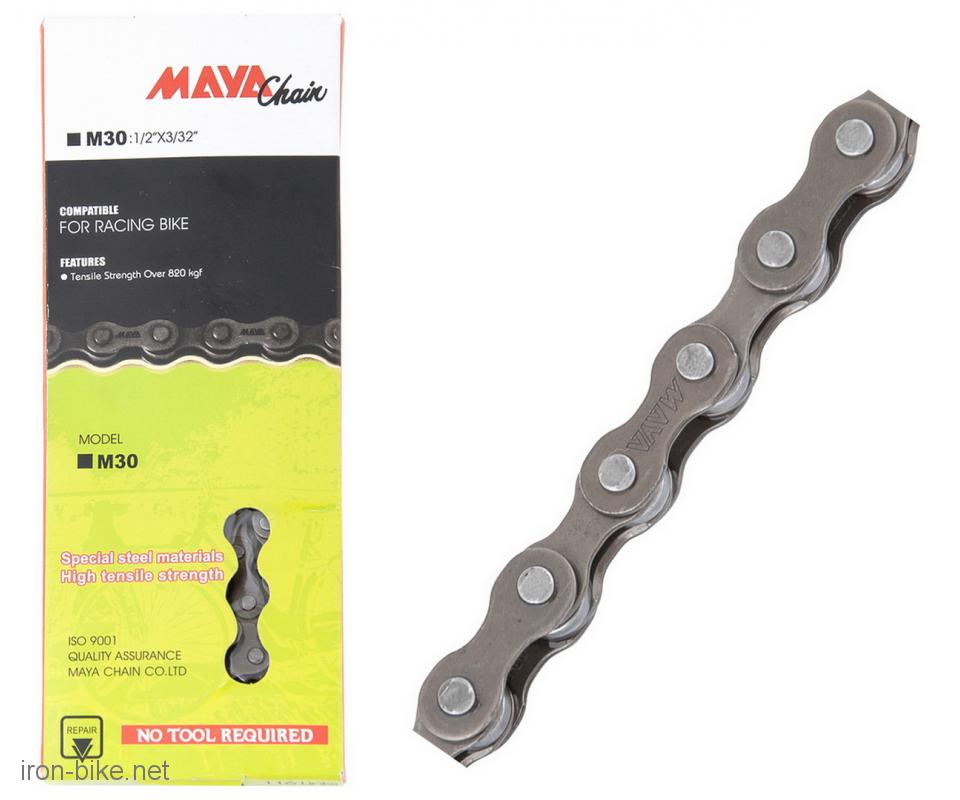 MAYA Chain
■ M30:1/2"X3/32"
COMPATIBLE
FOR RACING BIKE
FEATURES
● Tensile Strength Over 820 kgf
MAYA MAYA
MODEL
■ M30
Special steel materials
High tensile strength
ISO 9001
QUALITY ASSURANCE
MAYA CHAIN CO.LTD
REPAIR
NO TOOL REQUIRED
iron-bike.net
MAYA